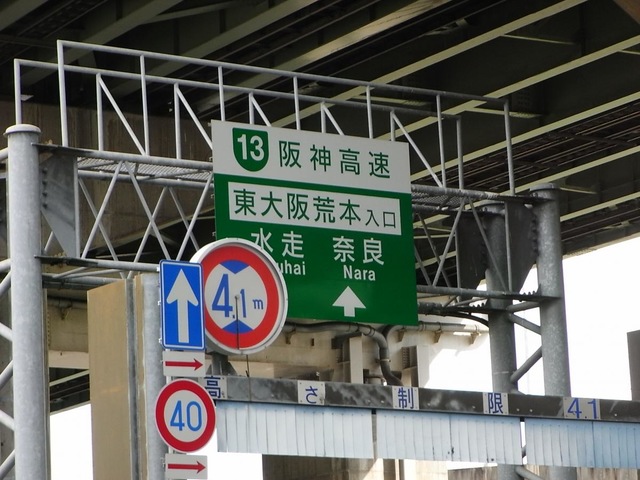 13 阪神高速
東大阪荒本入口
水走 奈良
uhai Nara
4.1m
40
高さ制限 4.1